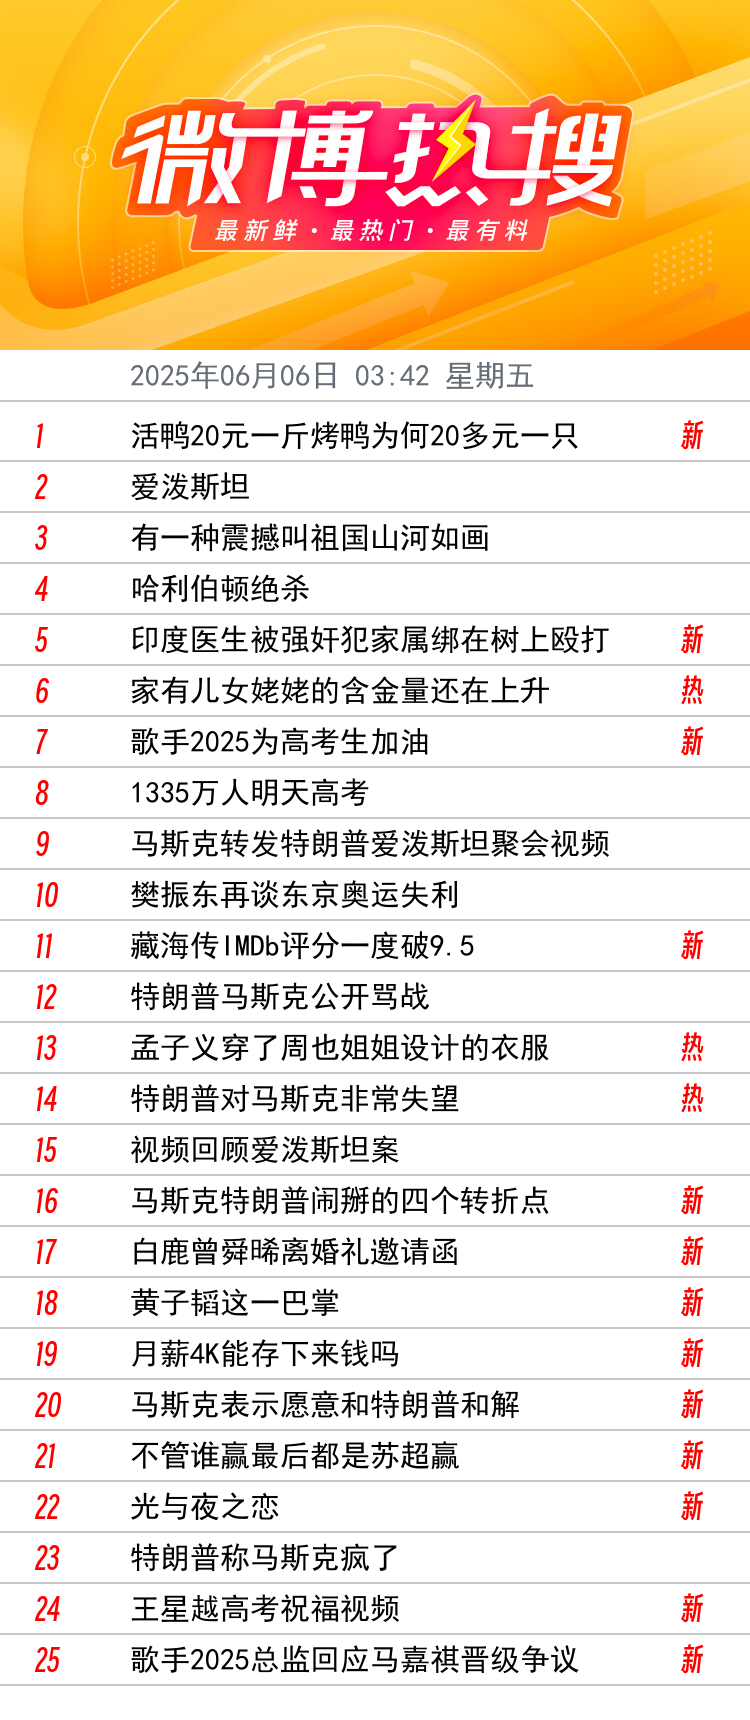 微博热搜
最新鲜·最热门·最有料
2025年06月06日 03:42 星期五
1 活鸭20元一斤烤鸭为何20多元一只 新
2 爱泼斯坦
3 有一种震撼叫祖国山河如画
4 哈利伯顿绝杀
5 印度医生被强奸犯家属绑在树上殴打 新
6 家有儿女姥姥的含金量还在上升 热
7 歌手2025为高考生加油 新
8 1335万人明天高考
9 马斯克转发特朗普爱泼斯坦聚会视频
10 樊振东再谈东京奥运失利
11 藏海传IMDb评分一度破9.5 新
12 特朗普马斯克公开骂战
13 孟子义穿了周也姐姐设计的衣服 热
14 特朗普对马斯克非常失望 热
15 视频回顾爱泼斯坦案
16 马斯克特朗普闹掰的四个转折点 新
17 白鹿曾舜晞离婚礼邀请函 新
18 黄子韬这一巴掌 新
19 月薪4K能存下来钱吗 新
20 马斯克表示愿意和特朗普和解 新
21 不管谁赢最后都是苏超赢 新
22 光与夜之恋 新
23 特朗普称马斯克疯了
24 王星越高考祝福视频 新
25 歌手2025总监回应马嘉祺晋级争议 新